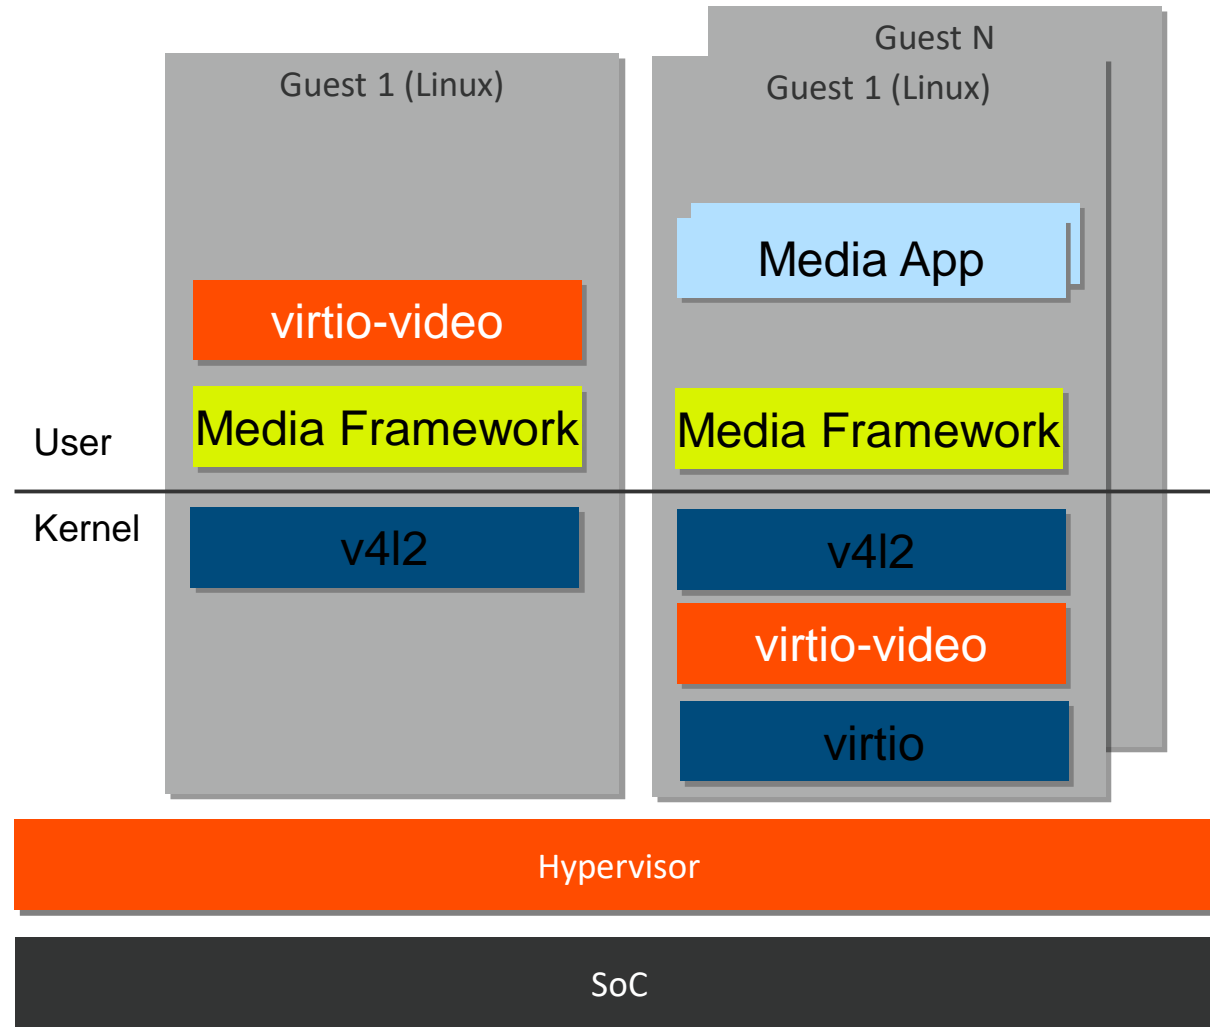 Guest 1 (Linux)
virtio-video
Media Framework
User
Kernel
v4l2
Guest N
Guest 1 (Linux)
Media App
Media Framework
v4l2
virtio-video
virtio
Hypervisor
SoC